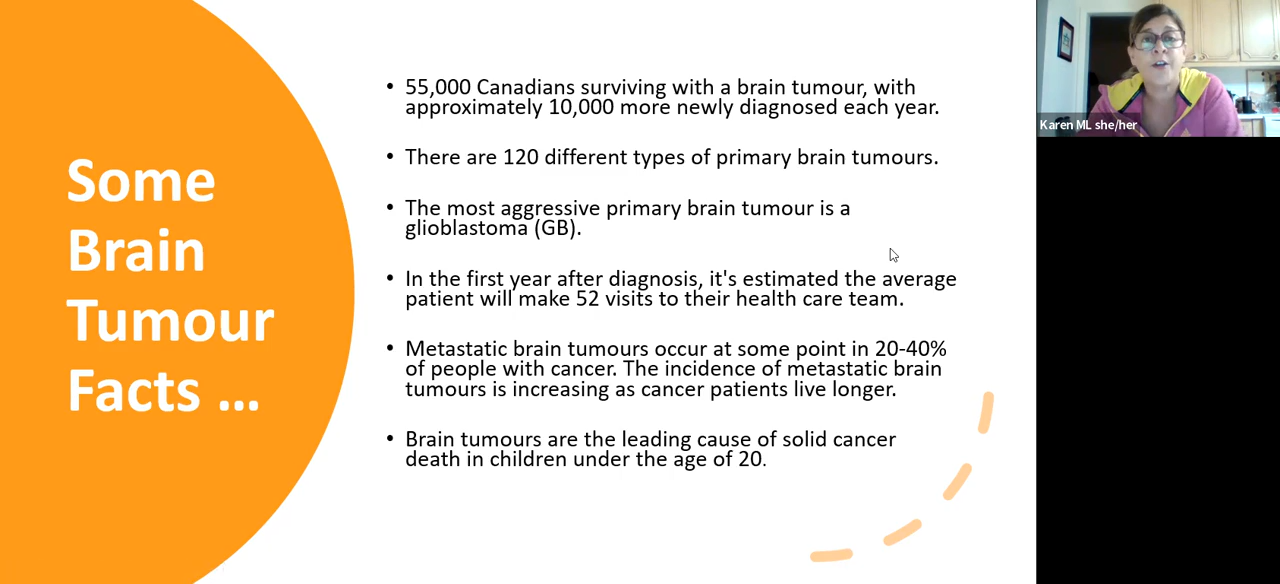 Some
Brain
Tumour
Facts ...
• 55,000 Canadians surviving with a brain tumour, with
approximately 10,000 more newly diagnosed each year.
• There are 120 different types of primary brain tumours.
• The most aggressive primary brain tumour is a
glioblastoma (GB).
• In the first year after diagnosis, it's estimated the average
patient will make 52 visits to their health care team.
• Metastatic brain tumours occur at some point in 20-40%
of people with cancer. The incidence of metastatic brain
tumours is increasing as cancer patients live longer.
• Brain tumours are the leading cause of solid cancer
death in children under the age of 20.
Karen ML she/her